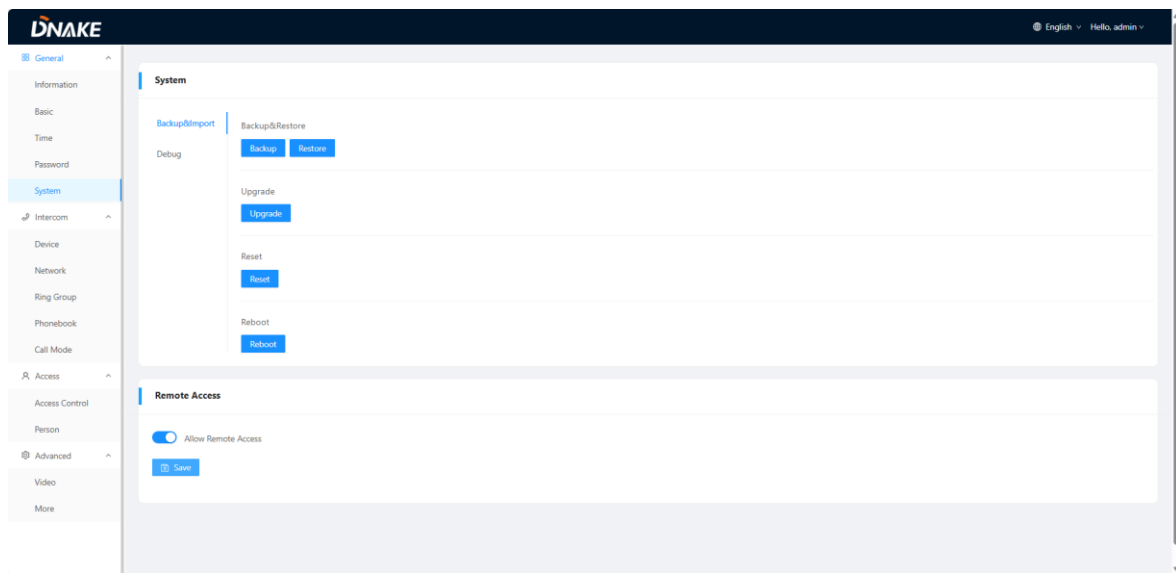 DNAKE
English
Hello, admin
General
Information
Basic
Time
Password
System
Intercom
Device
Network
Ring Group
Phonebook
Call Mode
Access
Access Control
Person
Advanced
Video
More
System
Backup&Import
Debug
Backup&Restore
Backup Restore
Upgrade
Upgrade
Reset
Reset
Reboot
Reboot
Remote Access
Allow Remote Access
Save